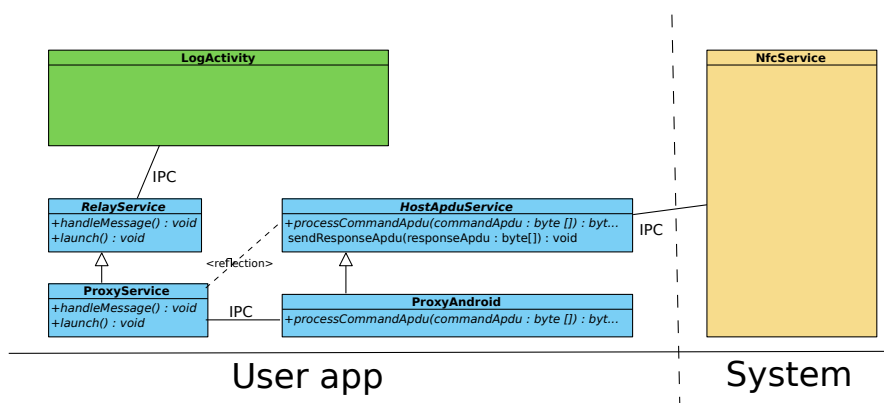 LogActivity
NfcService
IPC
RelayService
+handleMessage() : void
+launch() : void
HostApduService
+processCommandApdu(commandApdu : byte []) : byt...
sendResponseApdu(responseApdu : byte[]) : void
IPC
<reflection>
ProxyService
+handleMessage() : void
+launch() : void
IPC
ProxyAndroid
+processCommandApdu(commandApdu : byte []) : byt...
User app
System